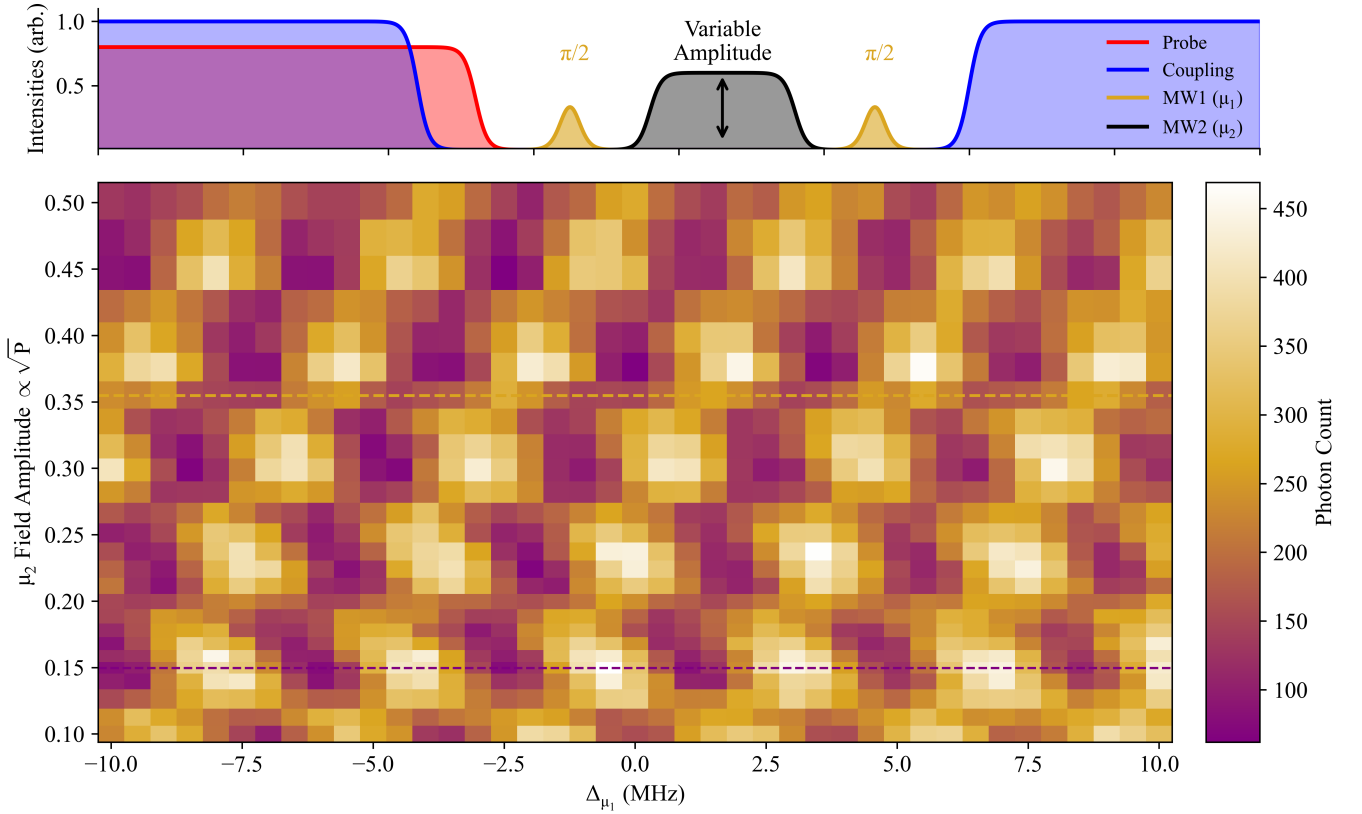 Intensities (arb.)
1.0
0.5
π/2
Variable
Amplitude
π/2
Probe
Coupling
MW1 (μ₁)
MW2 (μ₂)
μ₂ Field Amplitude ∝ √P
0.50
0.45
0.40
0.35
0.30
0.25
0.20
0.15
0.10
−10.0 −7.5 −5.0 −2.5 0.0 2.5 5.0 7.5 10.0
Δμ₁ (MHz)
450
400
350
300
250
200
150
100
Photon Count